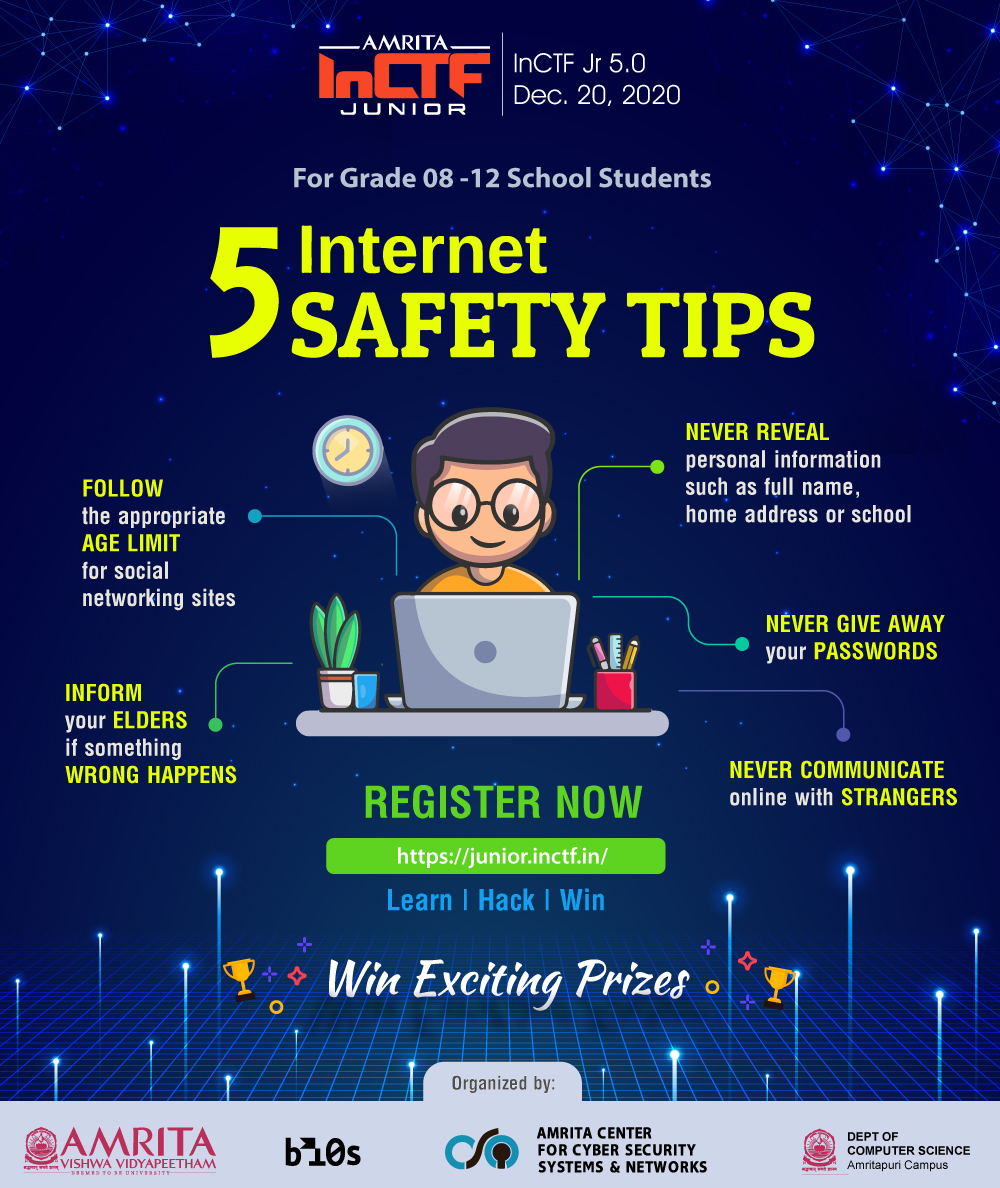 AMRITA
InCTF
JUNIOR
InCTF Jr 5.0
Dec. 20, 2020
For Grade 08 -12 School Students
5 Internet
SAFETY TIPS
FOLLOW
the appropriate
AGE LIMIT
for social
networking sites
INFORM
your ELDERS
if something
WRONG HAPPENS
NEVER REVEAL
personal information
such as full name,
home address or school
NEVER GIVE AWAY
your PASSWORDS
NEVER COMMUNICATE
online with STRANGERS
REGISTER NOW
https://junior.inctf.in/
Learn | Hack | Win
Win Exciting Prizes
Organized by:
AMRITA
VISHWA VIDYAPEETHAM
DEEMED TO BE UNIVERSITY
bi0s
AMRITA CENTER
FOR CYBER SECURITY
SYSTEMS & NETWORKS
DEPT OF
COMPUTER SCIENCE
Amritapuri Campus